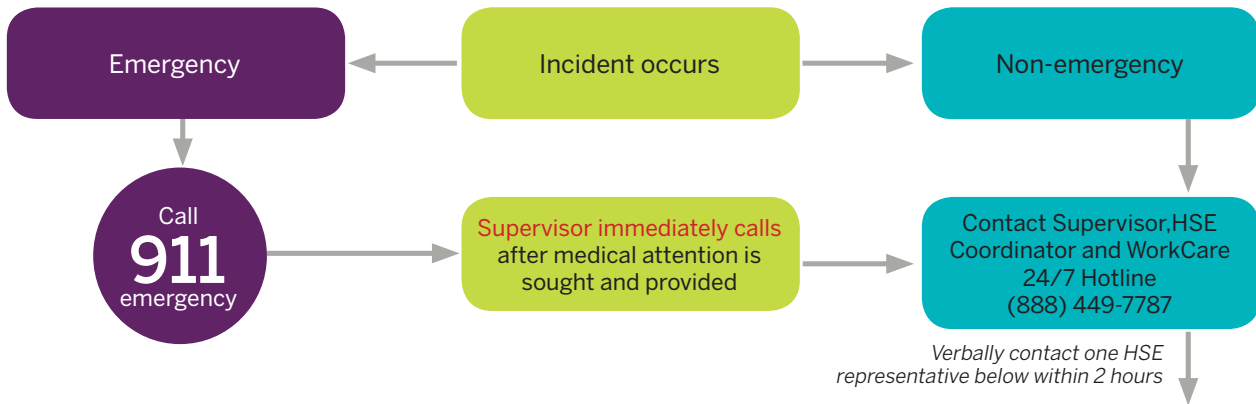 Emergency
Incident occurs
Non-emergency
Call
911
emergency
Supervisor immediately calls
after medical attention is
sought and provided
Contact Supervisor,HSE
Coordinator and WorkCare
24/7 Hotline
(888) 449-7787
Verbally contact one HSE
representative below within 2 hours